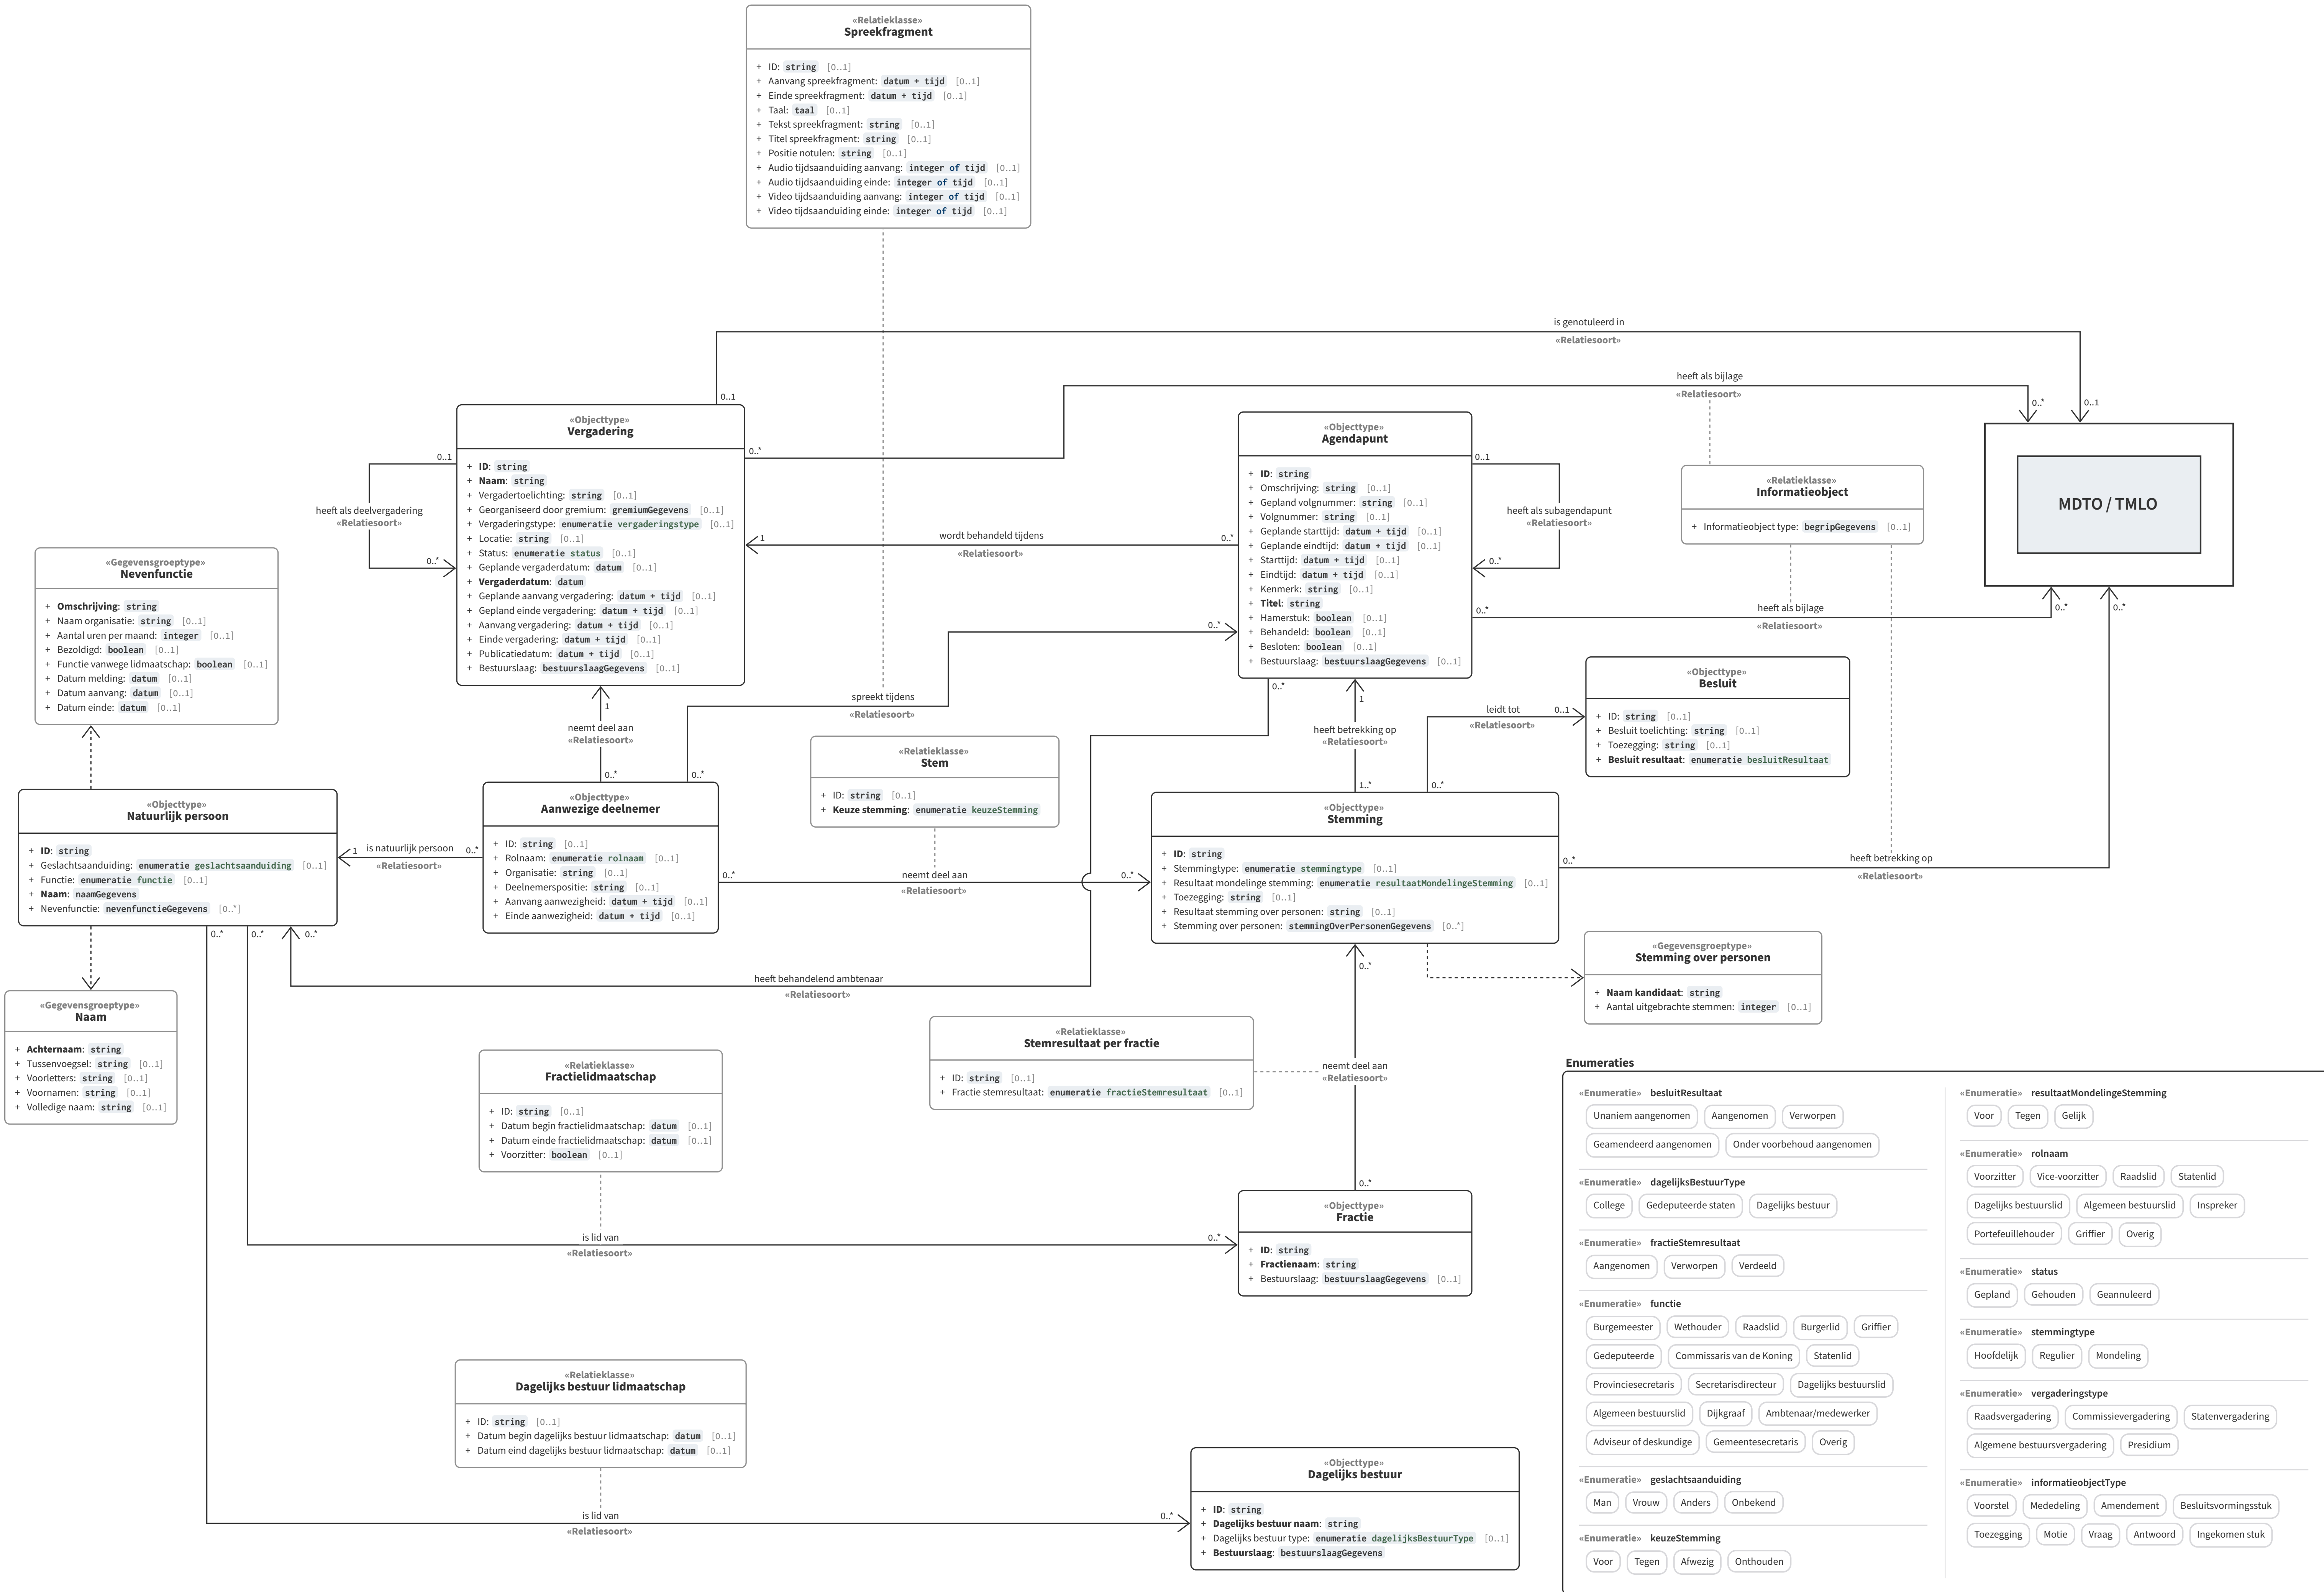 «Relatieklasse»
Spreekfragment
+ ID: string [0..1]
+ Aanvang spreekfragment: datum + tijd [0..1]
+ Einde spreekfragment: datum + tijd [0..1]
+ Taal: taal [0..1]
+ Tekst spreekfragment: string [0..1]
+ Titel spreekfragment: string [0..1]
+ Positie notulen: string [0..1]
+ Audio tijdsaanduiding aanvang: integer of tijd [0..1]
+ Audio tijdsaanduiding einde: integer of tijd [0..1]
+ Video tijdsaanduiding aanvang: integer of tijd [0..1]
+ Video tijdsaanduiding einde: integer of tijd [0..1]
is genotuleerd in
«Relatiesoort»
0..1
0..1
heeft als bijlage
«Relatiesoort»
0..*
0..*
«Objecttype»
Vergadering
+ ID: string
+ Naam: string
+ Vergadertoelichting: string [0..1]
+ Georganiseerd door gremium: gremiumGegevens [0..1]
+ Vergaderingstype: enumeratie vergaderingstype [0..1]
+ Locatie: string [0..1]
+ Status: enumeratie status [0..1]
+ Geplande vergaderdatum: datum [0..1]
+ Vergaderdatum: datum
+ Geplande aanvang vergadering: datum + tijd [0..1]
+ Gepland einde vergadering: datum + tijd [0..1]
+ Aanvang vergadering: datum + tijd [0..1]
+ Einde vergadering: datum + tijd [0..1]
+ Publicatiedatum: datum + tijd [0..1]
+ Bestuurslaag: bestuurslaagGegevens [0..1]
0..1
heeft als deelvergadering
«Relatiesoort»
0..*
1
wordt behandeld tijdens
«Relatiesoort»
0..*
«Objecttype»
Agendapunt
+ ID: string
+ Omschrijving: string [0..1]
+ Gepland volgnummer: string [0..1]
+ Volgnummer: string [0..1]
+ Geplande starttijd: datum + tijd [0..1]
+ Geplande eindtijd: datum + tijd [0..1]
+ Starttijd: datum + tijd [0..1]
+ Eindtijd: datum + tijd [0..1]
+ Kenmerk: string [0..1]
+ Titel: string
+ Hamerstuk: boolean [0..1]
+ Behandeld: boolean [0..1]
+ Besloten: boolean [0..1]
+ Bestuurslaag: bestuurslaagGegevens [0..1]
0..1
heeft als subagendapunt
«Relatiesoort»
0..*
«Relatieklasse»
Informatieobject
+ Informatieobject type: begripGegevens [0..1]
MDTO / TMLO
0..*
heeft als bijlage
«Relatiesoort»
0..*
0..*
«Gegevensgroeptype»
Nevenfunctie
+ Omschrijving: string
+ Naam organisatie: string [0..1]
+ Aantal uren per maand: integer [0..1]
+ Bezoldigd: boolean [0..1]
+ Functie vanwege lidmaatschap: boolean [0..1]
+ Datum melding: datum [0..1]
+ Datum aanvang: datum [0..1]
+ Datum einde: datum [0..1]
1
neemt deel aan
«Relatiesoort»
0..*
0..*
spreekt tijdens
«Relatiesoort»
0..*
0..*
1
heeft betrekking op
«Relatiesoort»
1..*
leidt tot
«Relatiesoort»
0..1
0..*
«Objecttype»
Besluit
+ ID: string [0..1]
+ Besluit toelichting: string [0..1]
+ Toezegging: string [0..1]
+ Besluit resultaat: enumeratie besluitResultaat
«Relatieklasse»
Stem
+ ID: string [0..1]
+ Keuze stemming: enumeratie keuzeStemming
«Objecttype»
Natuurlijk persoon
+ ID: string
+ Geslachtsaanduiding: enumeratie geslachtsaanduiding [0..1]
+ Functie: enumeratie functie [0..1]
+ Naam: naamGegevens
+ Nevenfunctie: nevenfunctieGegevens [0..*]
1
is natuurlijk persoon
0..*
«Relatiesoort»
«Objecttype»
Aanwezige deelnemer
+ ID: string [0..1]
+ Rolnaam: enumeratie rolnaam [0..1]
+ Organisatie: string [0..1]
+ Deelnemerspositie: string [0..1]
+ Aanvang aanwezigheid: datum + tijd [0..1]
+ Einde aanwezigheid: datum + tijd [0..1]
0..*
neemt deel aan
«Relatiesoort»
0..*
«Objecttype»
Stemming
+ ID: string
+ Stemmingtype: enumeratie stemmingtype [0..1]
+ Resultaat mondelinge stemming: enumeratie resultaatMondelingeStemming [0..1]
+ Toezegging: string [0..1]
+ Resultaat stemming over personen: string [0..1]
+ Stemming over personen: stemmingOverPersonenGegevens [0..*]
0..*
heeft betrekking op
«Relatiesoort»
0..*
0..*
0..*
heeft behandelend ambtenaar
«Relatiesoort»
«Gegevensgroeptype»
Stemming over personen
+ Naam kandidaat: string
+ Aantal uitgebrachte stemmen: integer [0..1]
«Gegevensgroeptype»
Naam
+ Achternaam: string
+ Tussenvoegsel: string [0..1]
+ Voorletters: string [0..1]
+ Voornamen: string [0..1]
+ Volledige naam: string [0..1]
«Relatieklasse»
Fractielidmaatschap
+ ID: string [0..1]
+ Datum begin fractielidmaatschap: datum [0..1]
+ Datum einde fractielidmaatschap: datum [0..1]
+ Voorzitter: boolean [0..1]
«Relatieklasse»
Stemresultaat per fractie
+ ID: string [0..1]
+ Fractie stemresultaat: enumeratie fractieStemresultaat [0..1]
0..*
neemt deel aan
«Relatiesoort»
0..*
is lid van
«Relatiesoort»
0..*
«Objecttype»
Fractie
+ ID: string
+ Fractienaam: string
+ Bestuurslaag: bestuurslaagGegevens [0..1]
«Relatieklasse»
Dagelijks bestuur lidmaatschap
+ ID: string [0..1]
+ Datum begin dagelijks bestuur lidmaatschap: datum [0..1]
+ Datum eind dagelijks bestuur lidmaatschap: datum [0..1]
is lid van
«Relatiesoort»
0..*
«Objecttype»
Dagelijks bestuur
+ ID: string
+ Dagelijks bestuur naam: string
+ Dagelijks bestuur type: enumeratie dagelijksBestuurType [0..1]
+ Bestuurslaag: bestuurslaagGegevens
Enumeraties
«Enumeratie» besluitResultaat
Unaniem aangenomen Aangenomen Verworpen
Geamendeerd aangenomen Onder voorbehoud aangenomen
«Enumeratie» dagelijksBestuurType
College Gedeputeerde staten Dagelijks bestuur
«Enumeratie» fractieStemresultaat
Aangenomen Verworpen Verdeeld
«Enumeratie» functie
Burgemeester Wethouder Raadslid Burgerlid Griffier
Gedeputeerde Commissaris van de Koning Statenlid
Provinciesecretaris Secretarisdirecteur Dagelijks bestuurslid
Algemeen bestuurslid Dijkgraaf Ambtenaar/medewerker
Adviseur of deskundige Gemeentesecretaris Overig
«Enumeratie» geslachtsaanduiding
Man Vrouw Anders Onbekend
«Enumeratie» keuzeStemming
Voor Tegen Afwezig Onthouden
«Enumeratie» resultaatMondelingeStemming
Voor Tegen Gelijk
«Enumeratie» rolnaam
Voorzitter Vice-voorzitter Raadslid Statenlid
Dagelijks bestuurslid Algemeen bestuurslid Inspreker
Portefeuillehouder Griffier Overig
«Enumeratie» status
Gepland Gehouden Geannuleerd
«Enumeratie» stemmingtype
Hoofdelijk Regulier Mondeling
«Enumeratie» vergaderingstype
Raadsvergadering Commissievergadering Statenvergadering
Algemene bestuursvergadering Presidium
«Enumeratie» informatieobjectType
Voorstel Mededeling Amendement Besluitsvormingsstuk
Toezegging Motie Vraag Antwoord Ingekomen stuk